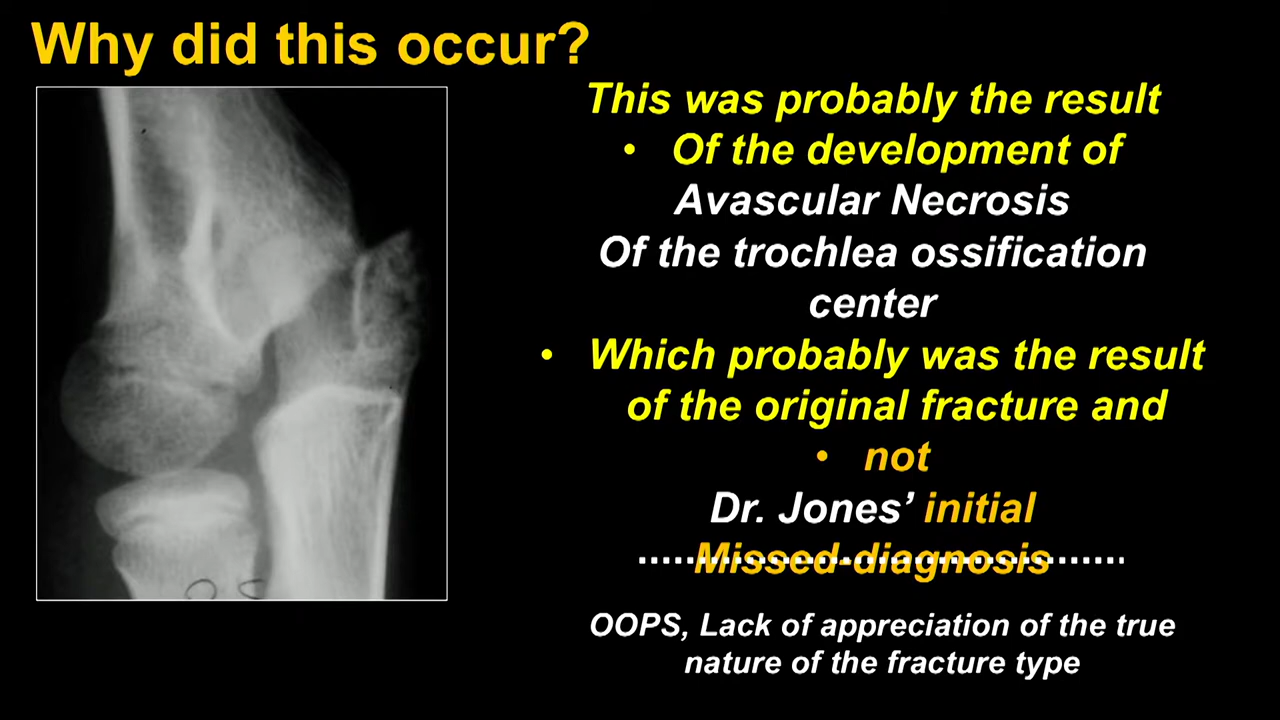 Why did this occur?
This was probably the result
• Of the development of
Avascular Necrosis
Of the trochlea ossification
center
• Which probably was the result
of the original fracture and
• not
Dr. Jones’ initial
Missed-diagnosis
OOPS, Lack of appreciation of the true
nature of the fracture type